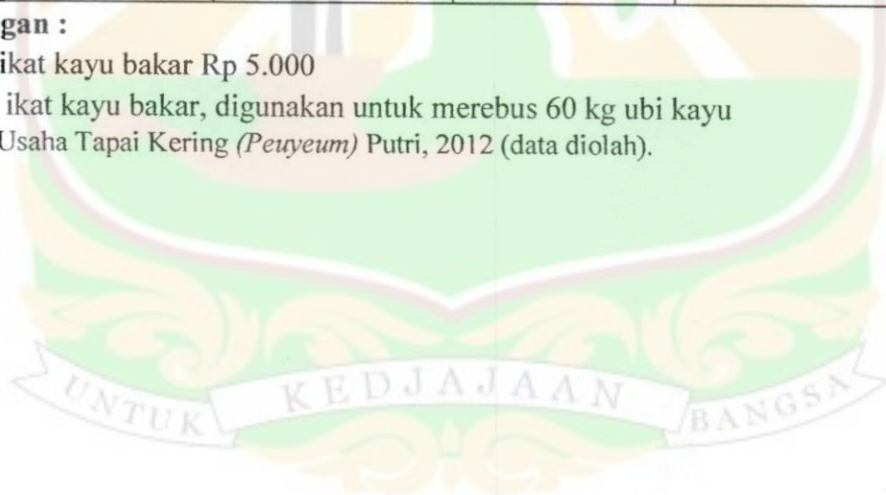 gan :
ikat kayu bakar Rp 5.000
ikat kayu bakar, digunakan untuk merebus 60 kg ubi kayu
Usaha Tapai Kering (Peuyeum) Putri, 2012 (data diolah).
UNTUK KEDJAJAAN BANGSA